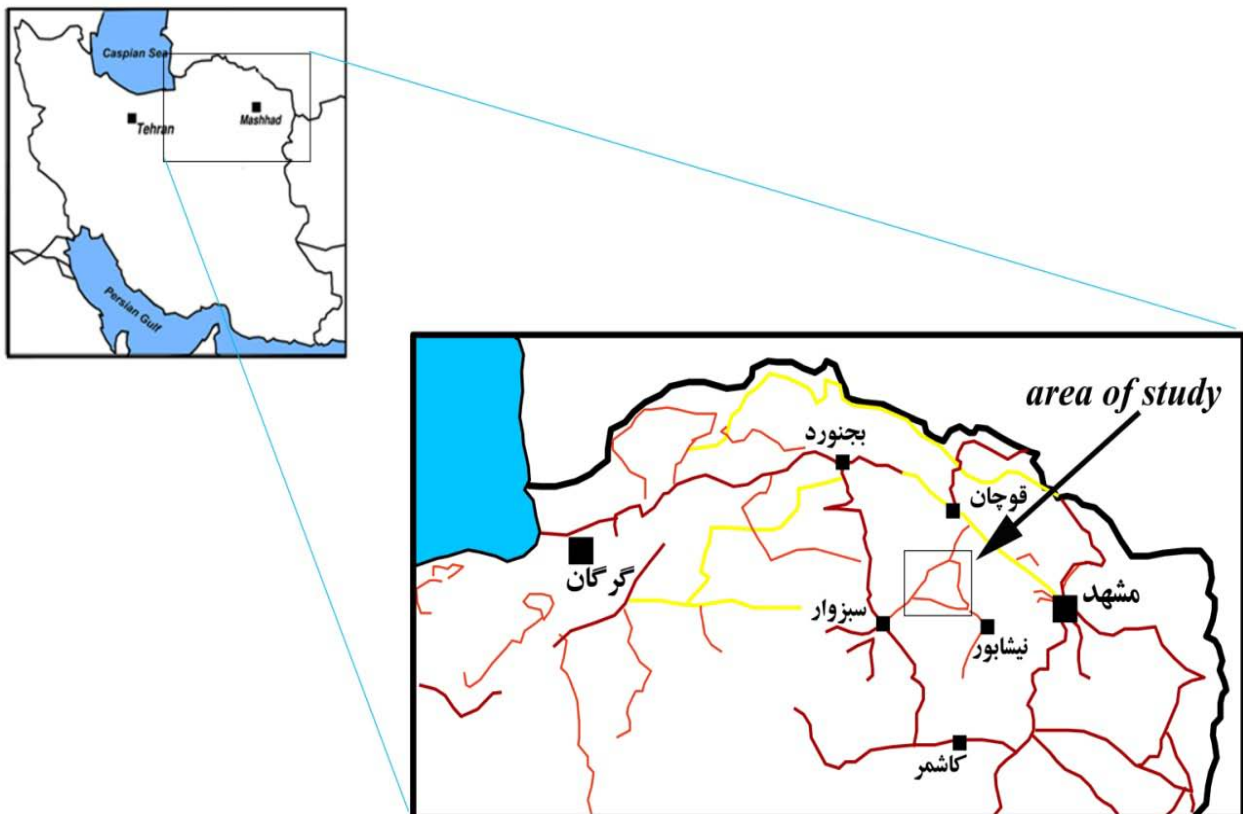 Caspian Sea
Tehran
Mashhad
Persian Gulf
area of study
بجنورد
قوچان
گرگان
مشهد
سبزوار
نیشابور
کاشمر